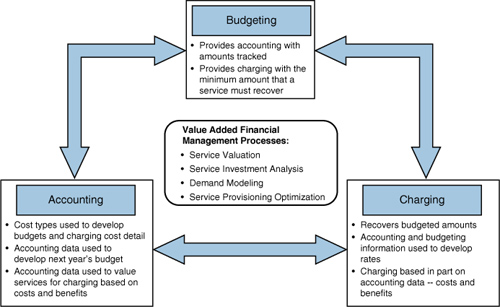 Budgeting
• Provides accounting with
amounts tracked
• Provides charging with the
minimum amount that a
service must recover
Value Added Financial
Management Processes:
• Service Valuation
• Service Investment Analysis
• Demand Modeling
• Service Provisioning Optimization
Accounting
• Cost types used to develop
budgets and charging cost detail
• Accounting data used to
develop next year's budget
• Accounting data used to value
services for charging based on
costs and benefits
Charging
• Recovers budgeted amounts
• Accounting and budgeting
information used to develop
rates
• Charging based in part on
accounting data -- costs and
benefits